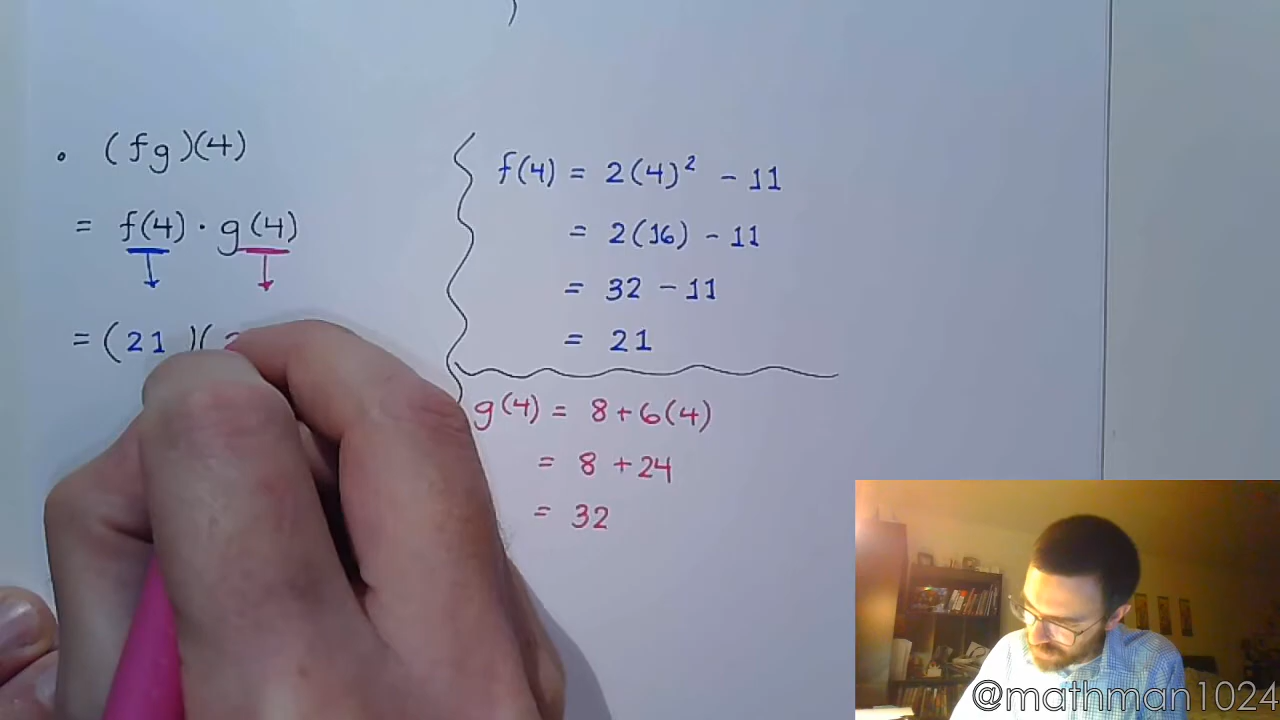 • (fg)(4)
= f(4) · g(4)
= (21)(
f(4) = 2(4)² - 11
= 2(16) - 11
= 32 - 11
= 21
g(4) = 8 + 6(4)
= 8 + 24
= 32
@mathman1024